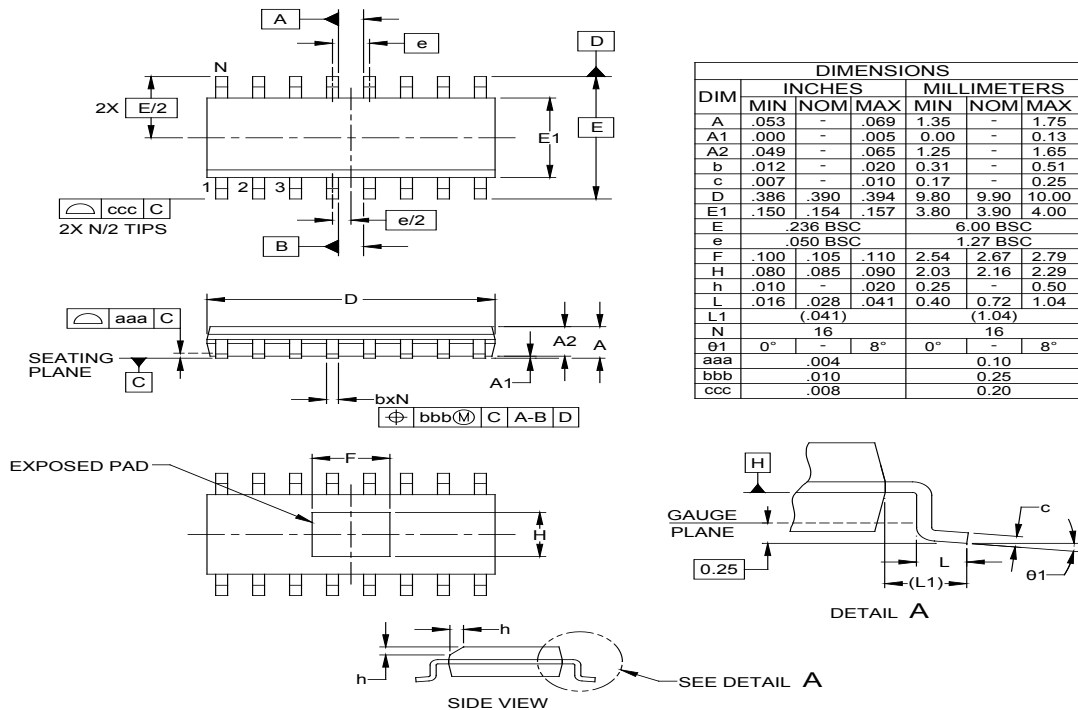 A
e
D
N
2X E/2
E1
E
1 2 3
⌓ ccc C
2X N/2 TIPS
e/2
B
D
⌓ aaa C
A2 A
SEATING
PLANE
C
A1
bxN
⌖ bbbⓂ C A-B D
EXPOSED PAD
F
H
h
h
SIDE VIEW
SEE DETAIL A
DIMENSIONS
DIM INCHES MILLIMETERS
MIN NOM MAX MIN NOM MAX
A .053 - .069 1.35 - 1.75
A1 .000 - .005 0.00 - 0.13
A2 .049 - .065 1.25 - 1.65
b .012 - .020 0.31 - 0.51
c .007 - .010 0.17 - 0.25
D .386 .390 .394 9.80 9.90 10.00
E1 .150 .154 .157 3.80 3.90 4.00
E .236 BSC 6.00 BSC
e .050 BSC 1.27 BSC
F .100 .105 .110 2.54 2.67 2.79
H .080 .085 .090 2.03 2.16 2.29
h .010 - .020 0.25 - 0.50
L .016 .028 .041 0.40 0.72 1.04
L1 (.041) (1.04)
N 16 16
θ1 0° - 8° 0° - 8°
aaa .004 0.10
bbb .010 0.25
ccc .008 0.20
H
GAUGE
PLANE
0.25
c
L
(L1)
θ1
DETAIL A